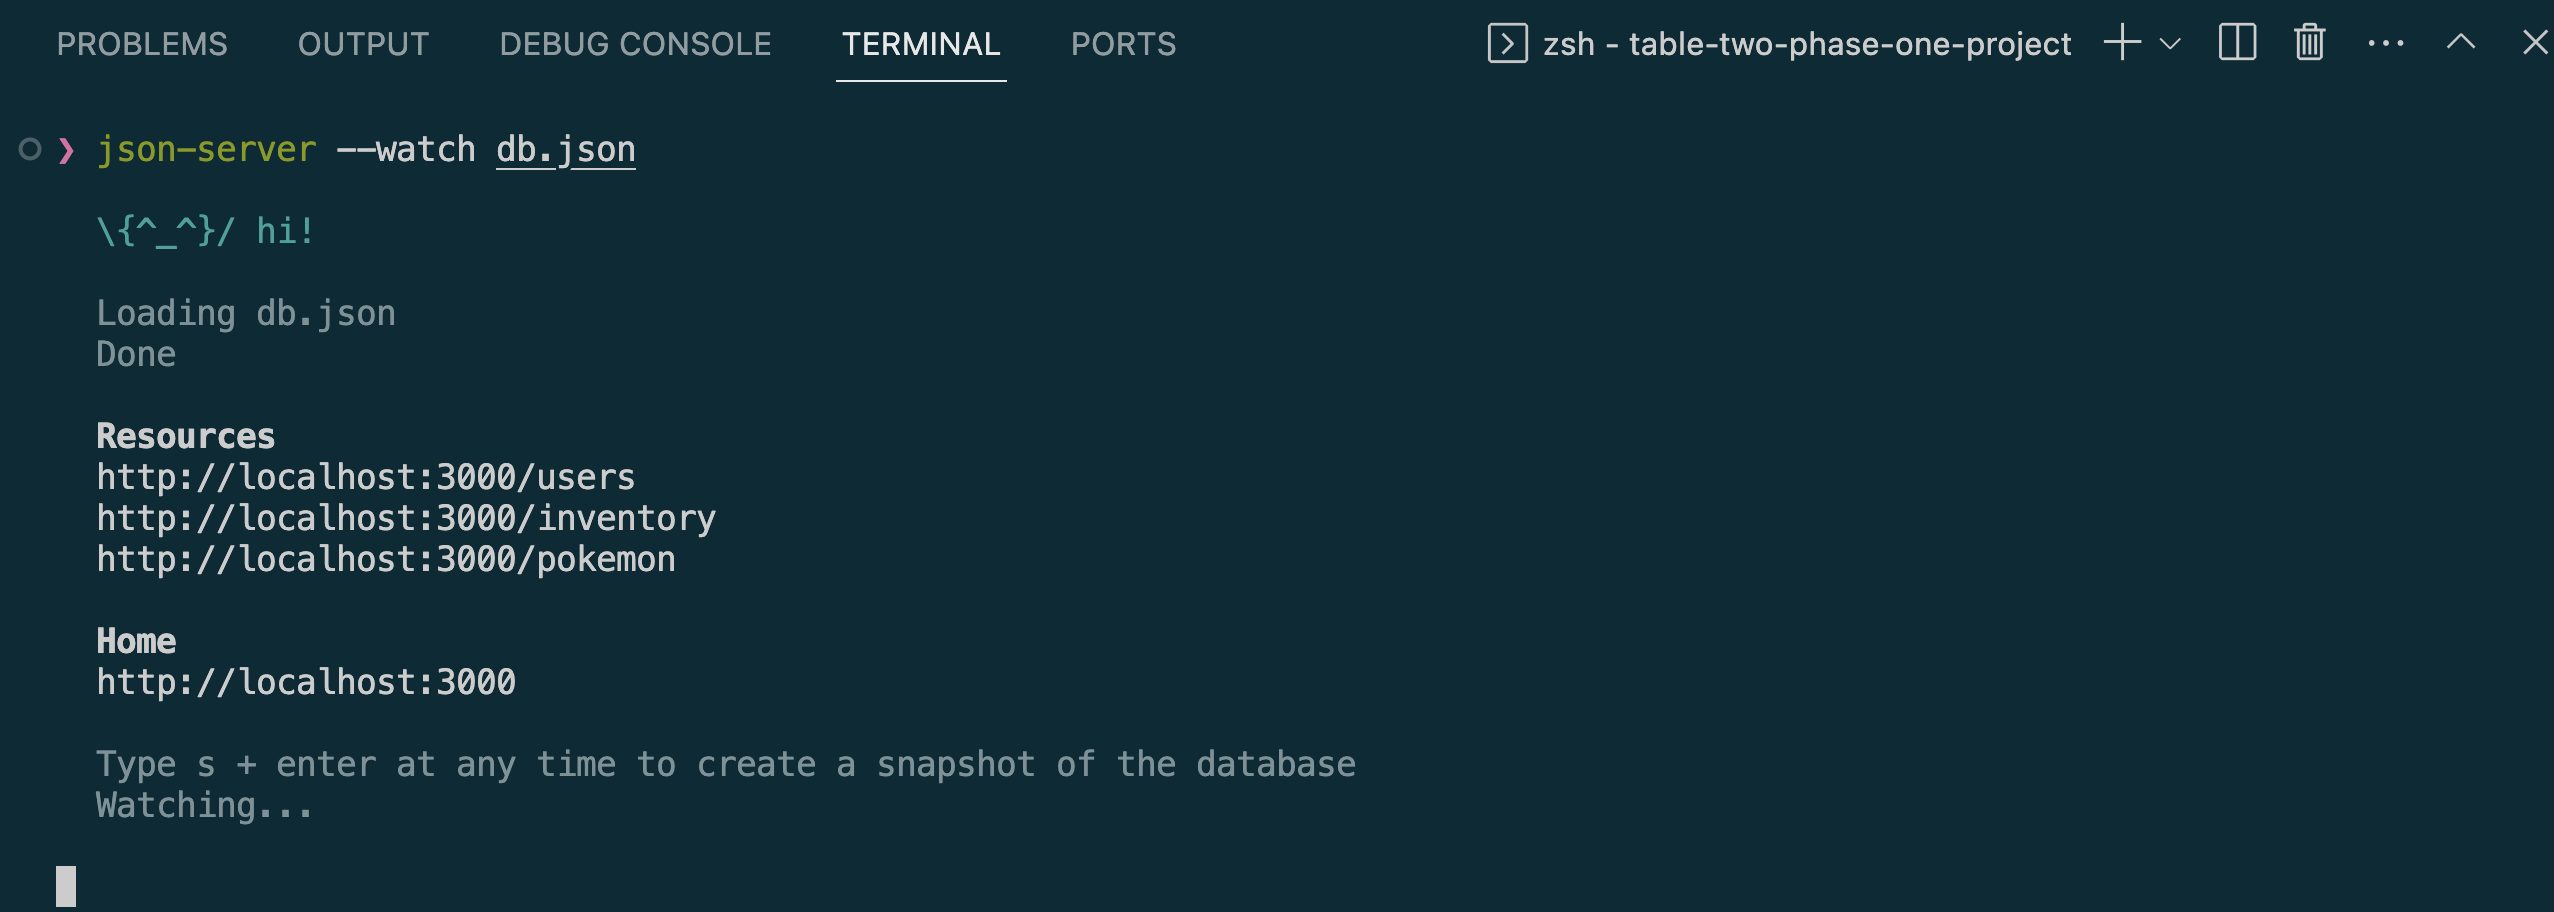 PROBLEMS OUTPUT DEBUG CONSOLE TERMINAL PORTS zsh - table-two-phase-one-project
❯ json-server --watch db.json
\{^_^}/ hi!
Loading db.json
Done
Resources
http://localhost:3000/users
http://localhost:3000/inventory
http://localhost:3000/pokemon
Home
http://localhost:3000
Type s + enter at any time to create a snapshot of the database
Watching...